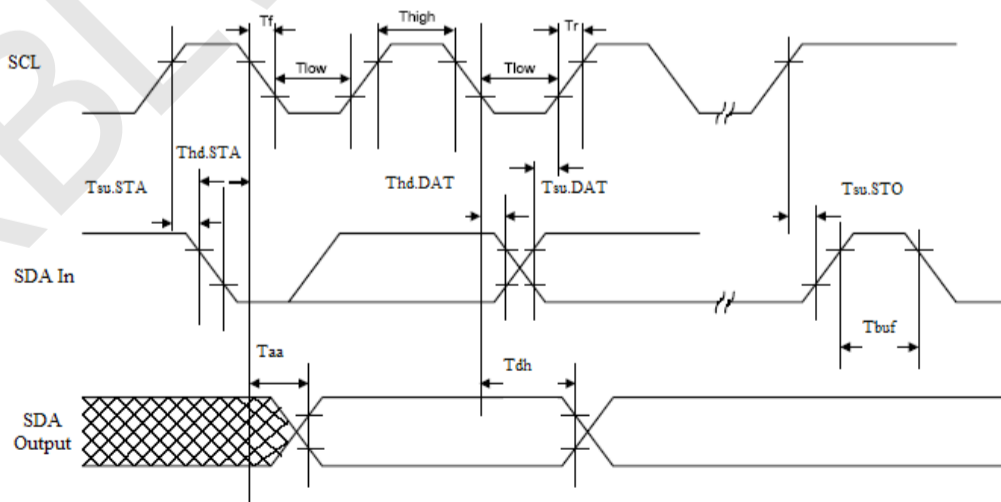 Tf
Thigh
Tr
SCL
Tlow
Tlow
Thd.STA
Tsu.STA
Thd.DAT
Tsu.DAT
Tsu.STO
SDA In
Tbuf
Taa
Tdh
SDA
Output